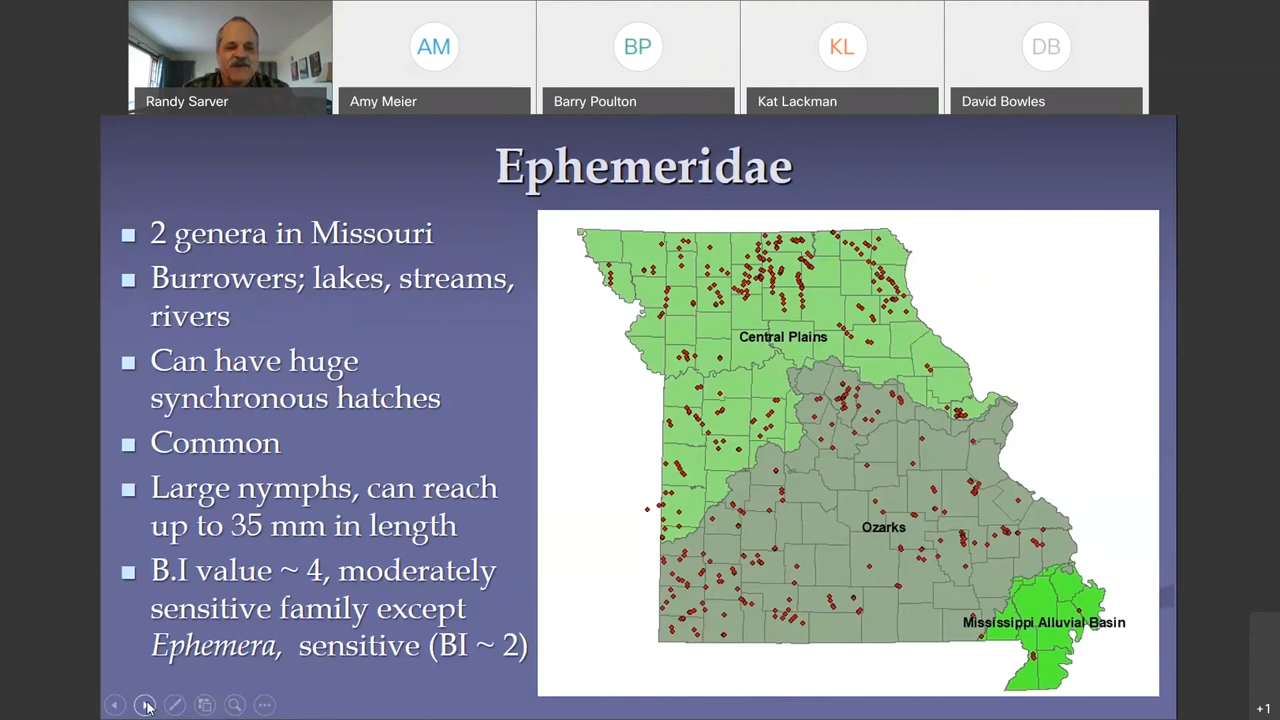 AM
BP
KL
DB
Randy Sarver
Amy Meier
Barry Poulton
Kat Lackman
David Bowles
Ephemeridae
2 genera in Missouri
Burrowers; lakes, streams,
rivers
Can have huge
synchronous hatches
Common
Large nymphs, can reach
up to 35 mm in length
B.I value ~ 4, moderately
sensitive family except
Ephemera, sensitive (BI ~ 2)
Central Plains
Ozarks
Mississippi Alluvial Basin
+1